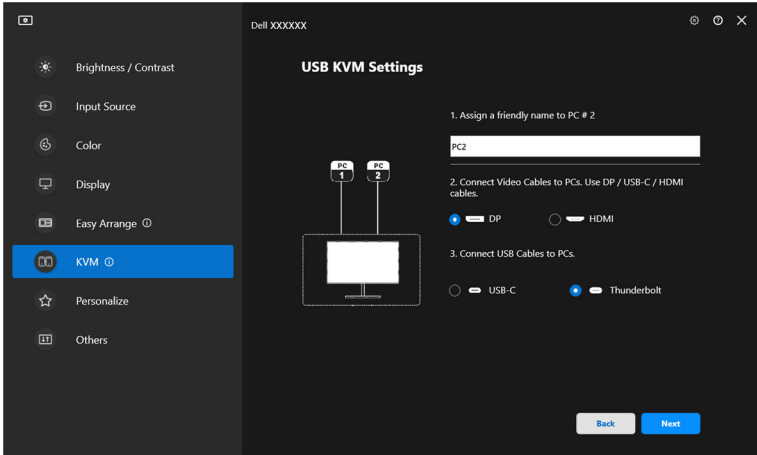 Dell XXXXXX
Brightness / Contrast
Input Source
Color
Display
Easy Arrange
KVM
Personalize
Others
USB KVM Settings
PC
1
PC
2
1. Assign a friendly name to PC # 2
PC2
2. Connect Video Cables to PCs. Use DP / USB-C / HDMI
cables.
DP
HDMI
3. Connect USB Cables to PCs.
USB-C
Thunderbolt
Back
Next